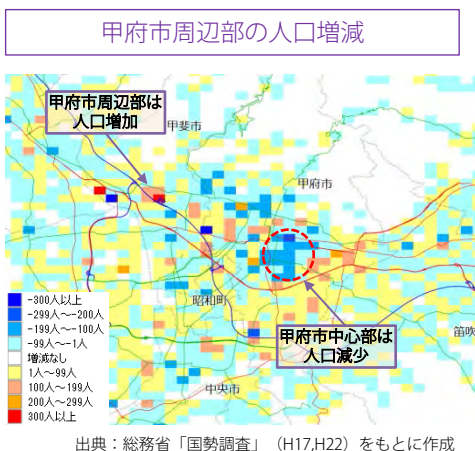 甲府市周辺部の人口増減
甲府市周辺部は
人口増加
甲斐市
甲府市
昭和町
甲府市中心部は
人口減少
笛吹
中央市
-300人以上
-299人～-200人
-199人～-100人
-99人～-1人
増減なし
1人～99人
100人～199人
200人～299人
300人以上
出典：総務省「国勢調査」（H17,H22）をもとに作成